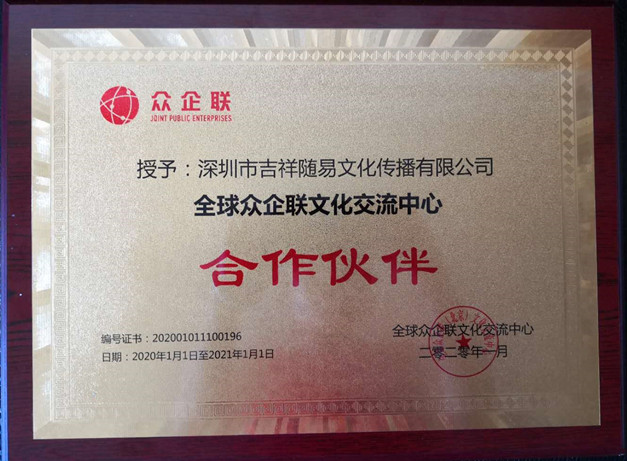 众企联
JOINT PUBLIC ENTERPRISES
授予：深圳市吉祥随易文化传播有限公司
全球众企联文化交流中心
合作伙伴
编号证书：202001011100196
全球众企联文化交流中心
日期：2020年1月1日至2021年1月1日
二零二零年一月